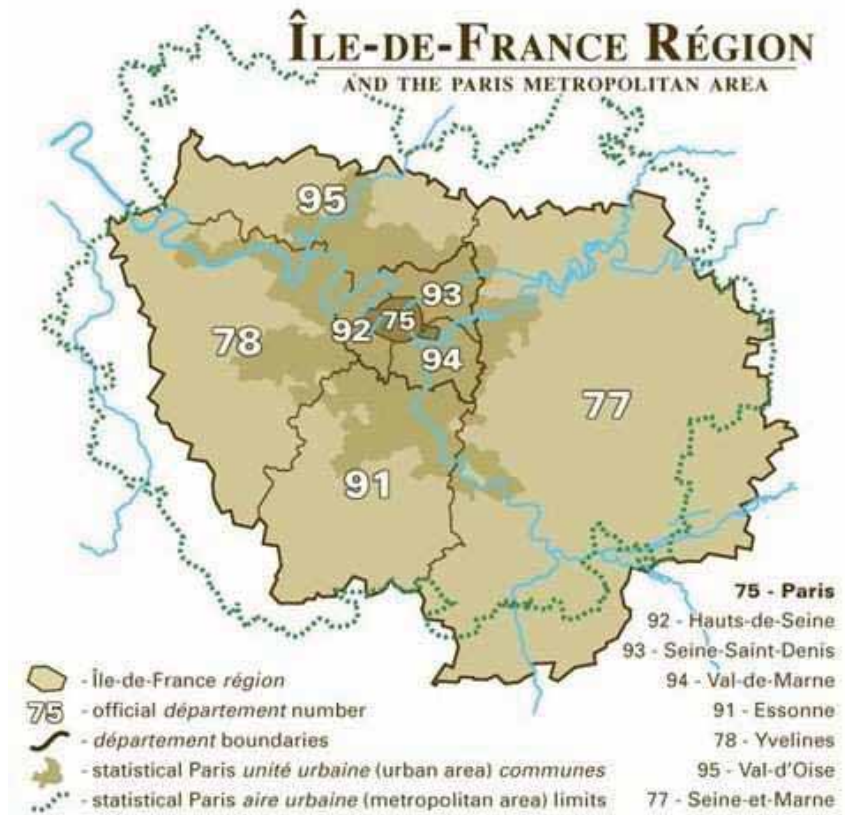 ÎLE-DE-FRANCE RÉGION
AND THE PARIS METROPOLITAN AREA
95
93
75
92
78
94
77
91
75 - Paris
92 - Hauts-de-Seine
93 - Seine-Saint-Denis
94 - Val-de-Marne
91 - Essonne
78 - Yvelines
95 - Val-d'Oise
77 - Seine-et-Marne
- Île-de-France région
75 - official département number
- département boundaries
- statistical Paris unité urbaine (urban area) communes
- statistical Paris aire urbaine (metropolitan area) limits